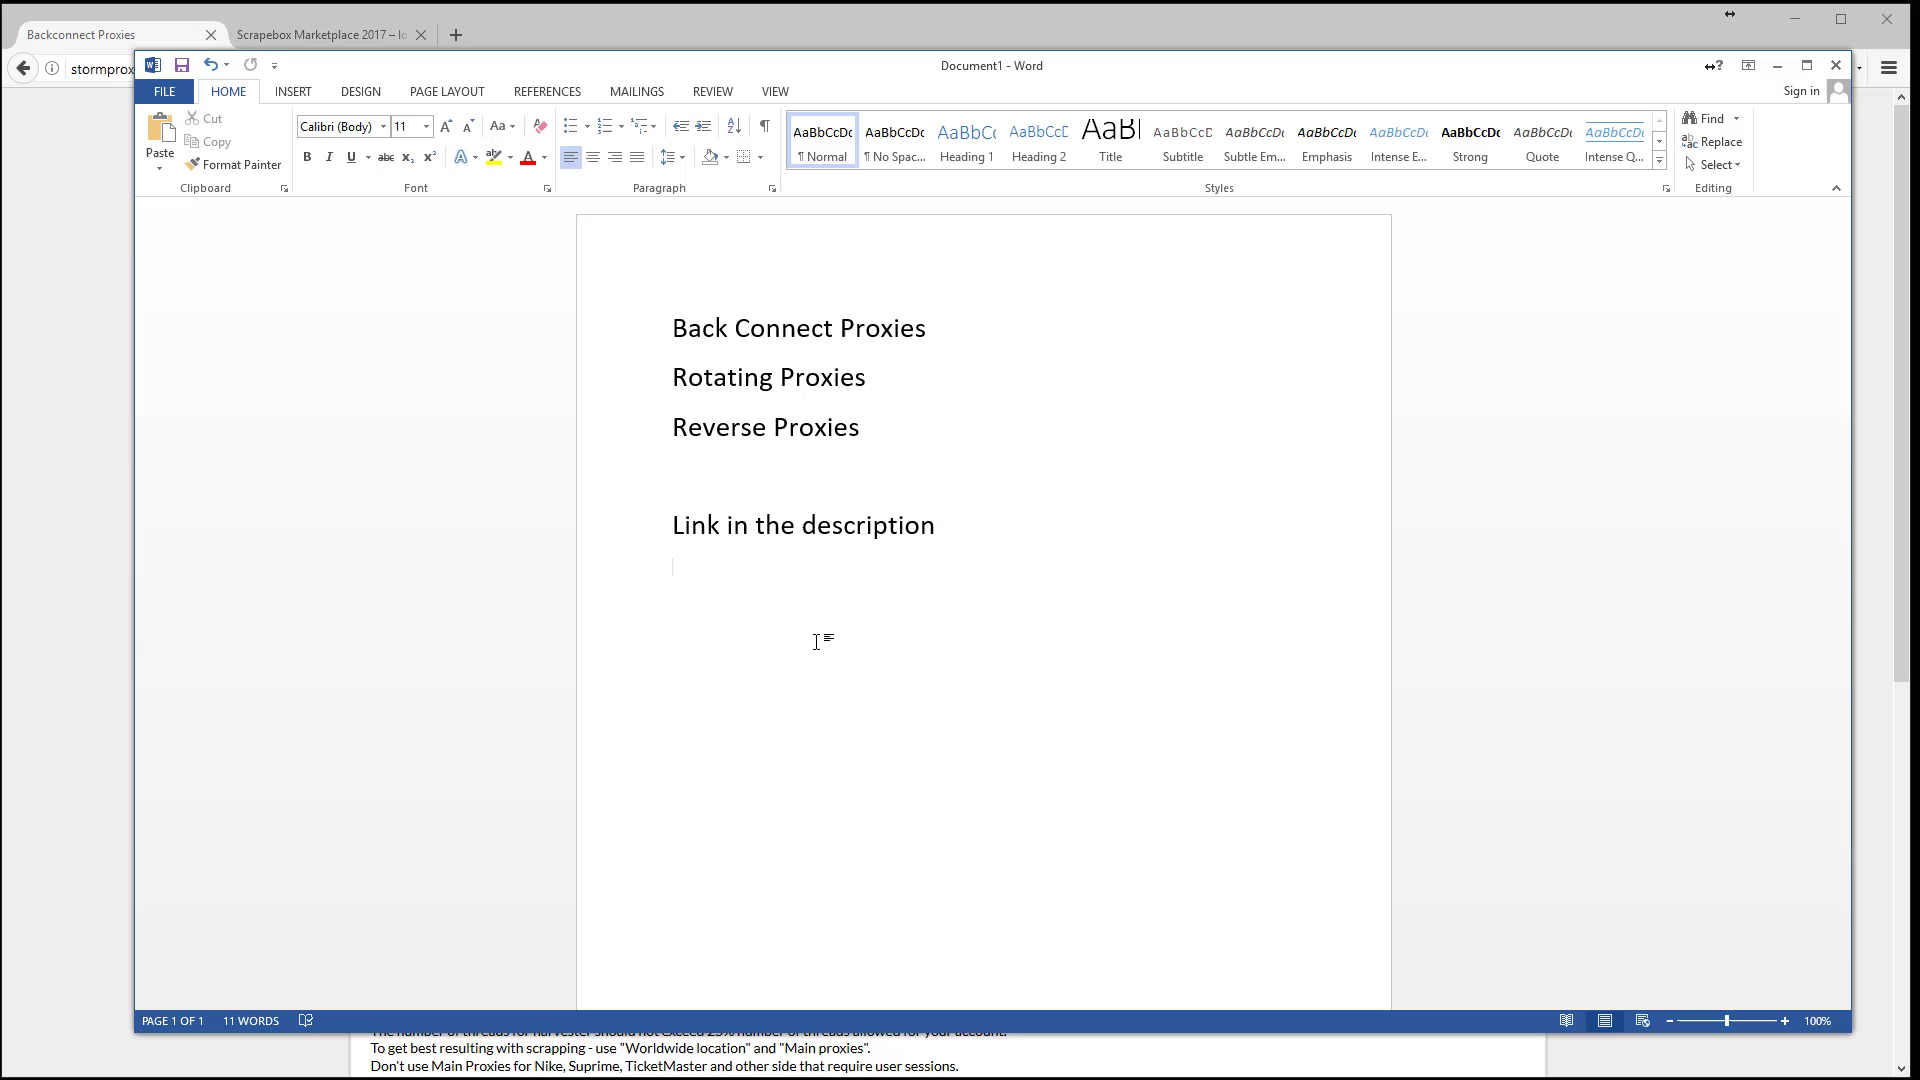 Backconnect Proxies
Scrapebox Marketplace 2017 – Io
stormprox
Document1 - Word
FILE HOME INSERT DESIGN PAGE LAYOUT REFERENCES MAILINGS REVIEW VIEW
Sign in
Paste
Cut
Copy
Format Painter
Clipboard
Calibri (Body) 11
Font
Paragraph
AaBbCcDc AaBbCcDc AaBbCc AaBbCcD AaBl AaBbCcD AaBbCcDc AaBbCcDc AaBbCcDc AaBbCcDc AaBbCcDc AaBbCcDc
¶ Normal ¶ No Spac... Heading 1 Heading 2 Title Subtitle Subtle Em... Emphasis Intense E... Strong Quote Intense Q...
Styles
Find
Replace
Select
Editing
Back Connect Proxies
Rotating Proxies
Reverse Proxies
Link in the description
PAGE 1 OF 1 11 WORDS 100%
The number of threads for harvester should not exceed 25% number of threads allowed for your account.
To get best resulting with scrapping - use "Worldwide location" and "Main proxies".
Don't use Main Proxies for Nike, Suprime, TicketMaster and other side that require user sessions.